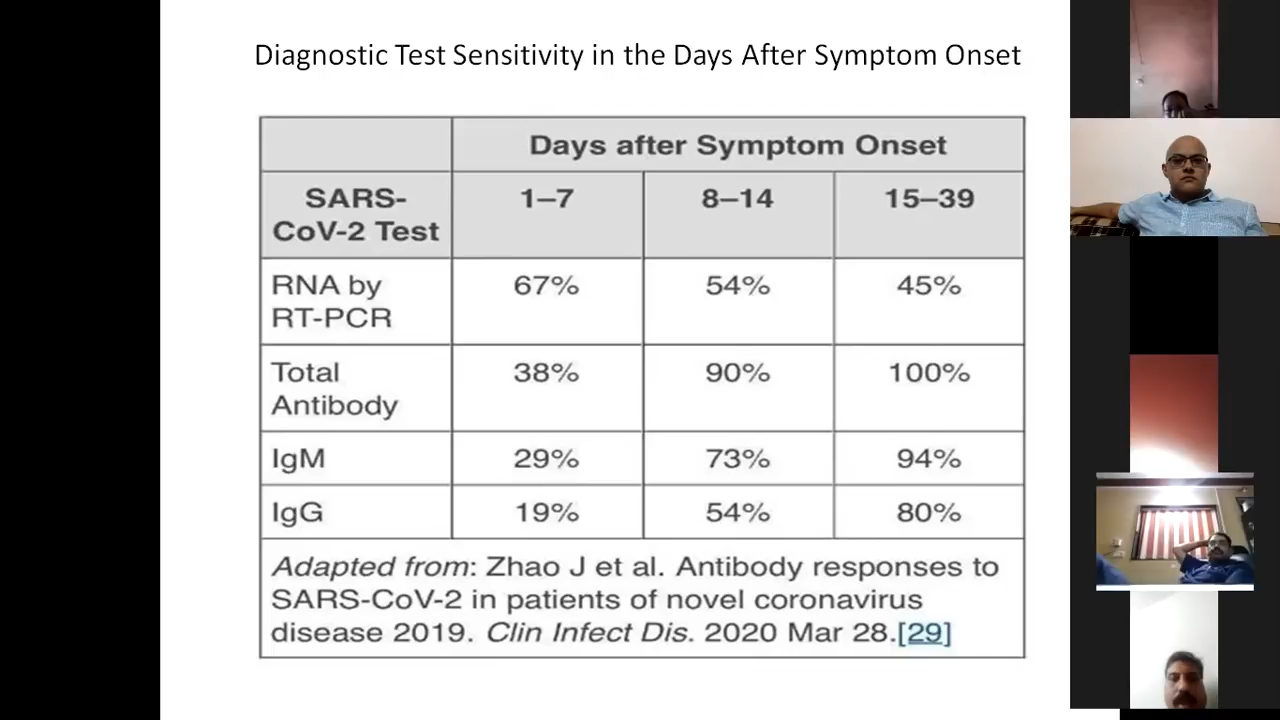 Diagnostic Test Sensitivity in the Days After Symptom Onset
Days after Symptom Onset
SARS-
CoV-2 Test
1–7
8–14
15–39
RNA by
RT-PCR
67%
54%
45%
Total
Antibody
38%
90%
100%
IgM
29%
73%
94%
IgG
19%
54%
80%
Adapted from: Zhao J et al. Antibody responses to
SARS-CoV-2 in patients of novel coronavirus
disease 2019. Clin Infect Dis. 2020 Mar 28.[29]